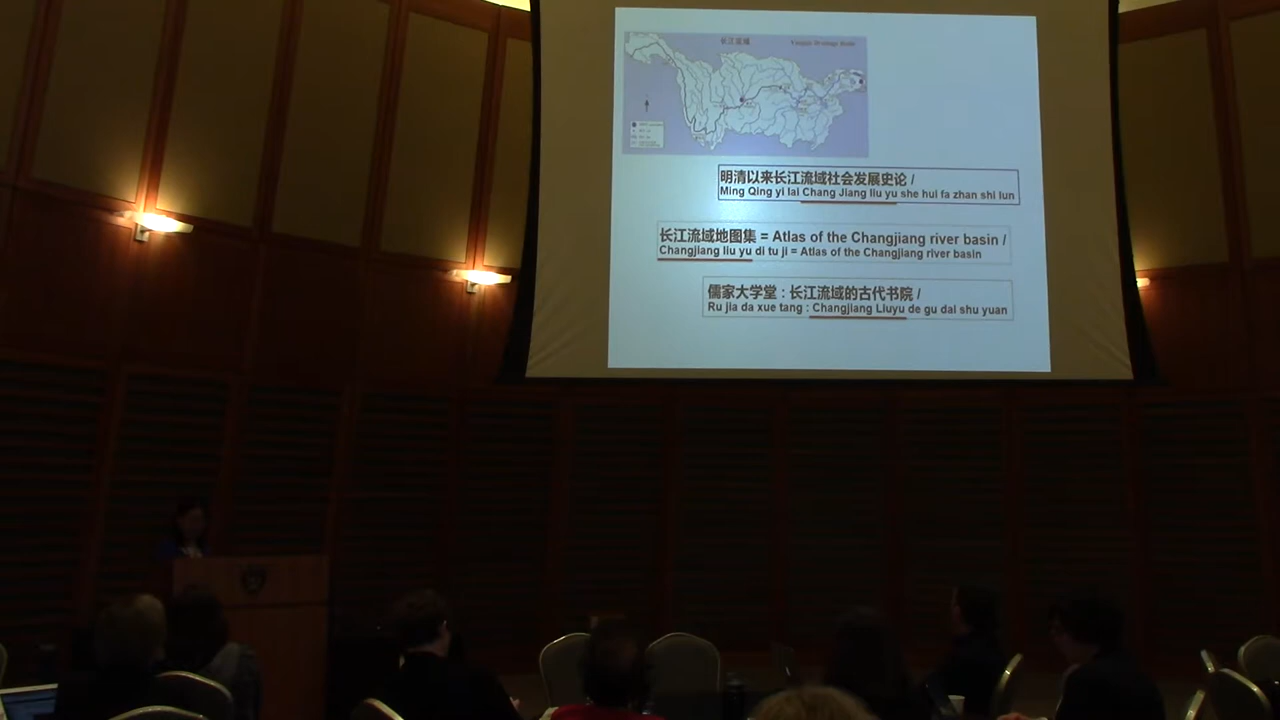 长江流域
Yangtze Drainage Basin
明清以来长江流域社会发展史论 /
Ming Qing yi lai Chang Jiang liu yu she hui fa zhan shi lun
长江流域地图集 = Atlas of the Changjiang river basin /
Changjiang liu yu di tu ji = Atlas of the Changjiang river basin
儒家大学堂 : 长江流域的古代书院 /
Ru jia da xue tang : Changjiang Liuyu de gu dai shu yuan